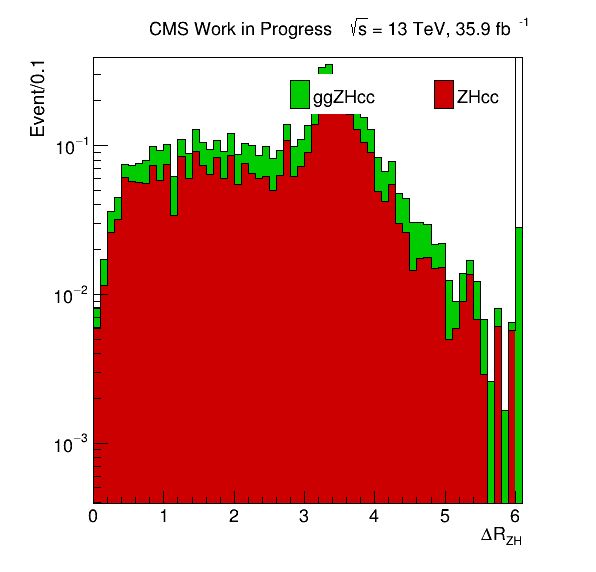 CMS Work in Progress √s = 13 TeV, 35.9 fb⁻¹
Event/0.1
ggZHcc
ZHcc
10⁻¹
10⁻²
10⁻³
0 1 2 3 4 5 6
ΔR_ZH